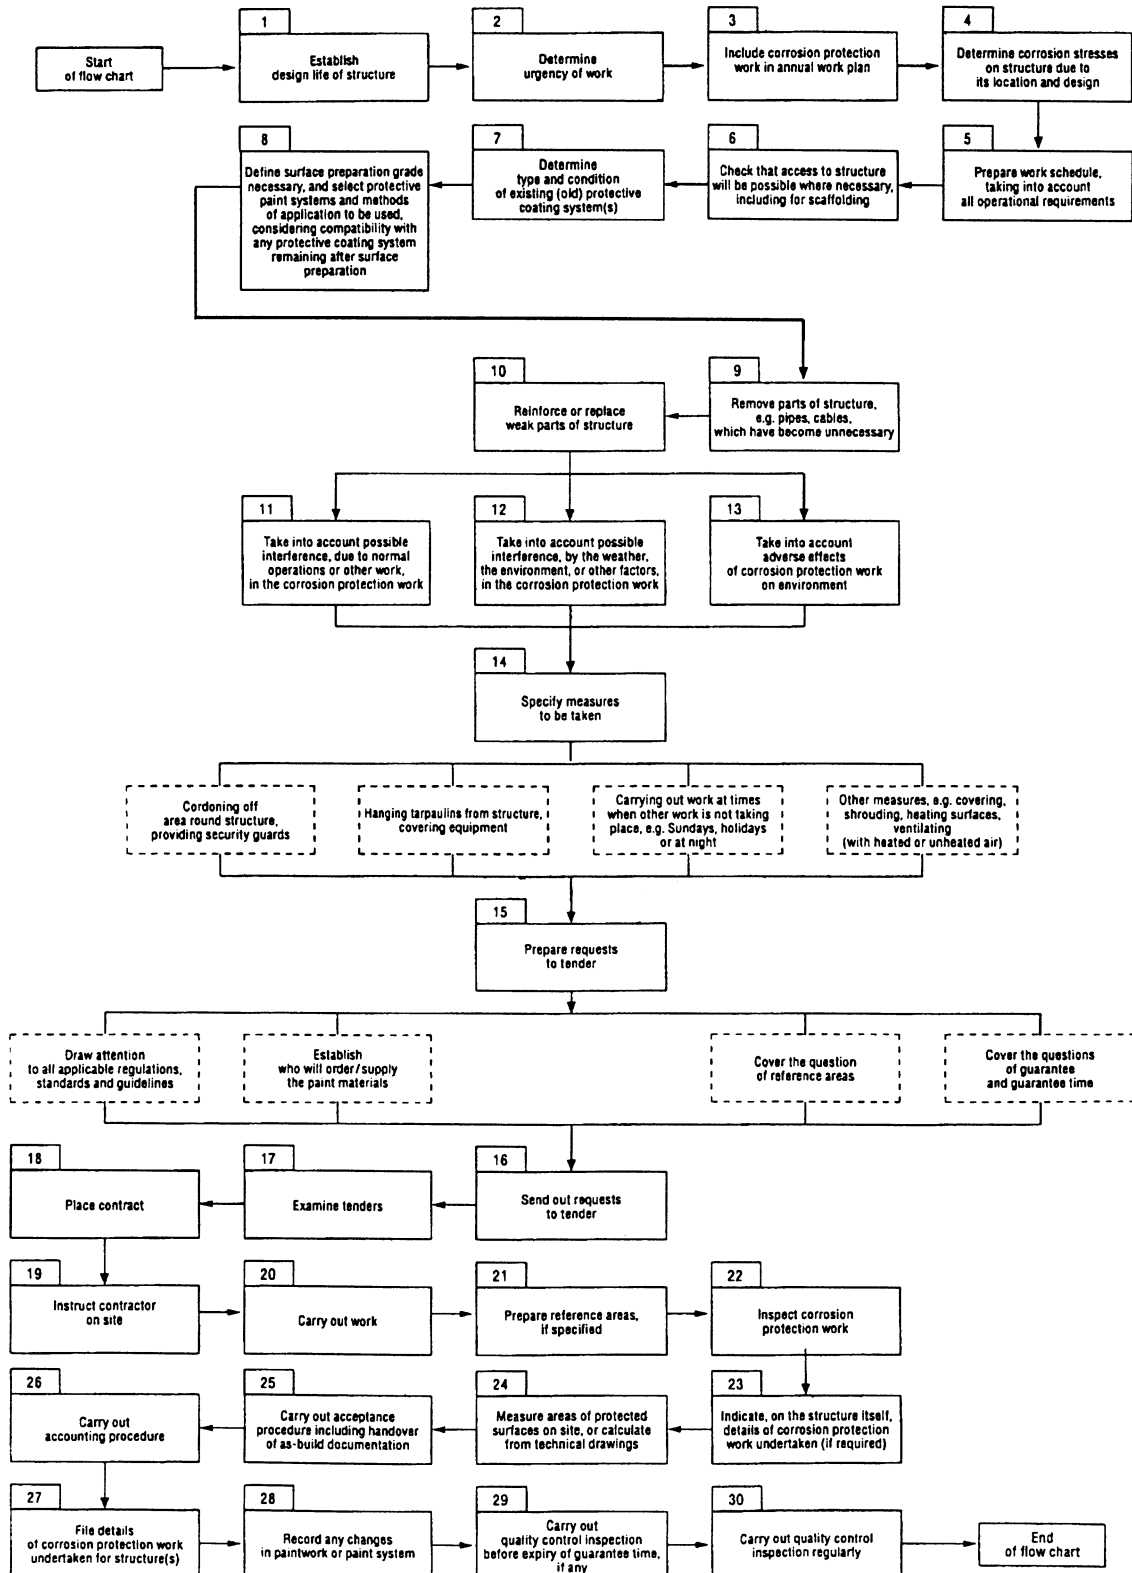 Start
of flow chart
1
Establish
design life of structure
2
Determine
urgency of work
3
Include corrosion protection
work in annual work plan
4
Determine corrosion stresses
on structure due to
its location and design
5
Prepare work schedule,
taking into account
all operational requirements
6
Check that access to structure
will be possible where necessary,
including for scaffolding
7
Determine
type and condition
of existing (old) protective
coating system(s)
8
Define surface preparation grade
necessary, and select protective
paint systems and methods
of application to be used,
considering compatibility with
any protective coating system
remaining after surface
preparation
9
Remove parts of structure,
e.g. pipes, cables,
which have become unnecessary
10
Reinforce or replace
weak parts of structure
11
Take into account possible
interference, due to normal
operations or other work,
in the corrosion protection work
12
Take into account possible
interference, by the weather,
the environment, or other factors,
in the corrosion protection work
13
Take into account
adverse effects
of corrosion protection work
on environment
14
Specify measures
to be taken
Cordoning off
area round structure,
providing security guards
Hanging tarpaulins from structure,
covering equipment
Carrying out work at times
when other work is not taking
place, e.g. Sundays, holidays
or at night
Other measures, e.g. covering,
shrouding, heating surfaces,
ventilating
(with heated or unheated air)
15
Prepare requests
to tender
Draw attention
to all applicable regulations,
standards and guidelines
Establish
who will order/supply
the paint materials
Cover the question
of reference areas
Cover the questions
of guarantee
and guarantee time
16
Send out requests
to tender
17
Examine tenders
18
Place contract
19
Instruct contractor
on site
20
Carry out work
21
Prepare reference areas,
if specified
22
Inspect corrosion
protection work
23
Indicate, on the structure itself,
details of corrosion protection
work undertaken (if required)
24
Measure areas of protected
surfaces on site, or calculate
from technical drawings
25
Carry out acceptance
procedure including handover
of as-build documentation
26
Carry out
accounting procedure
27
File details
of corrosion protection work
undertaken for structure(s)
28
Record any changes
in paintwork or paint system
29
Carry out
quality control inspection
before expiry of guarantee time,
if any
30
Carry out quality control
inspection regularly
End
of flow chart